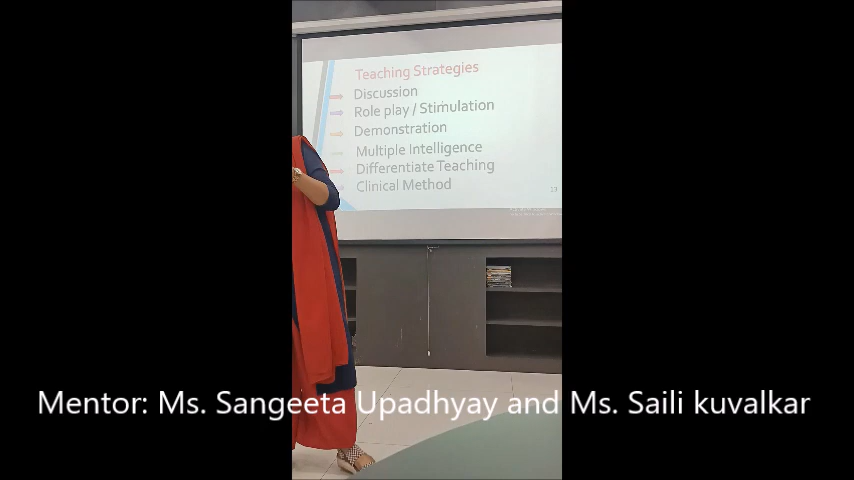 Teaching Strategies
Discussion
Role play / Stimulation
Demonstration
Multiple Intelligence
Differentiate Teaching
Clinical Method
13
Mentor: Ms. Sangeeta Upadhyay and Ms. Saili kuvalkar